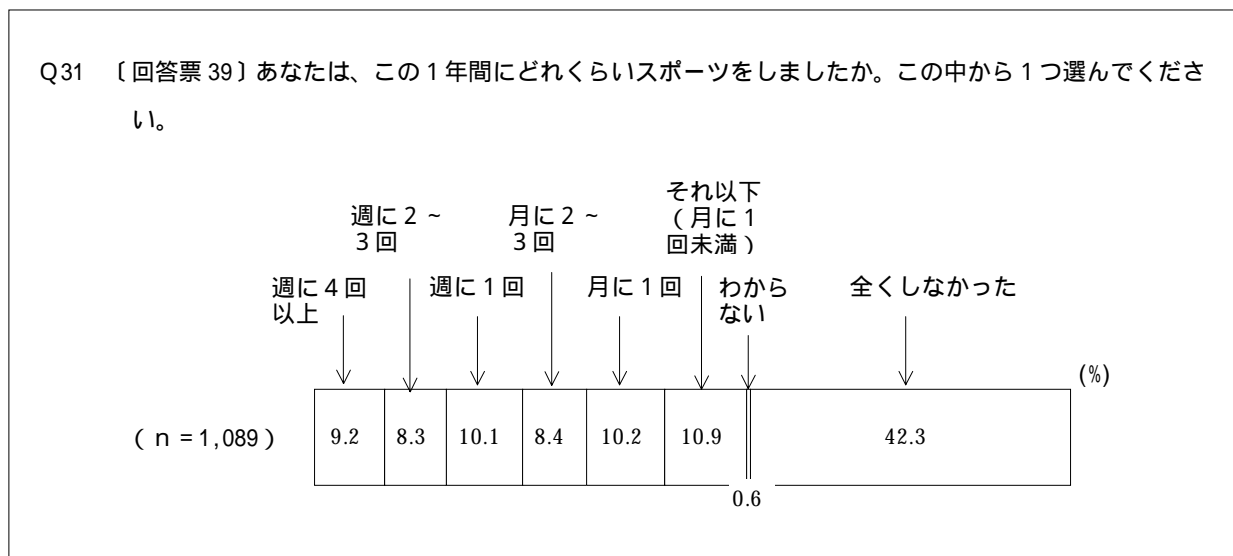 Q31 〔回答票 39〕あなたは、この1年間にどれくらいスポーツをしましたか。この中から1つ選んでくださ
い。
週に4回
以上
週に2~
3回
週に1回
月に2~
3回
月に1回
それ以下
(月に1
回未満)
わから
ない
全くしなかった
(%)
(n=1,089)
9.2
8.3
10.1
8.4
10.2
10.9
0.6
42.3